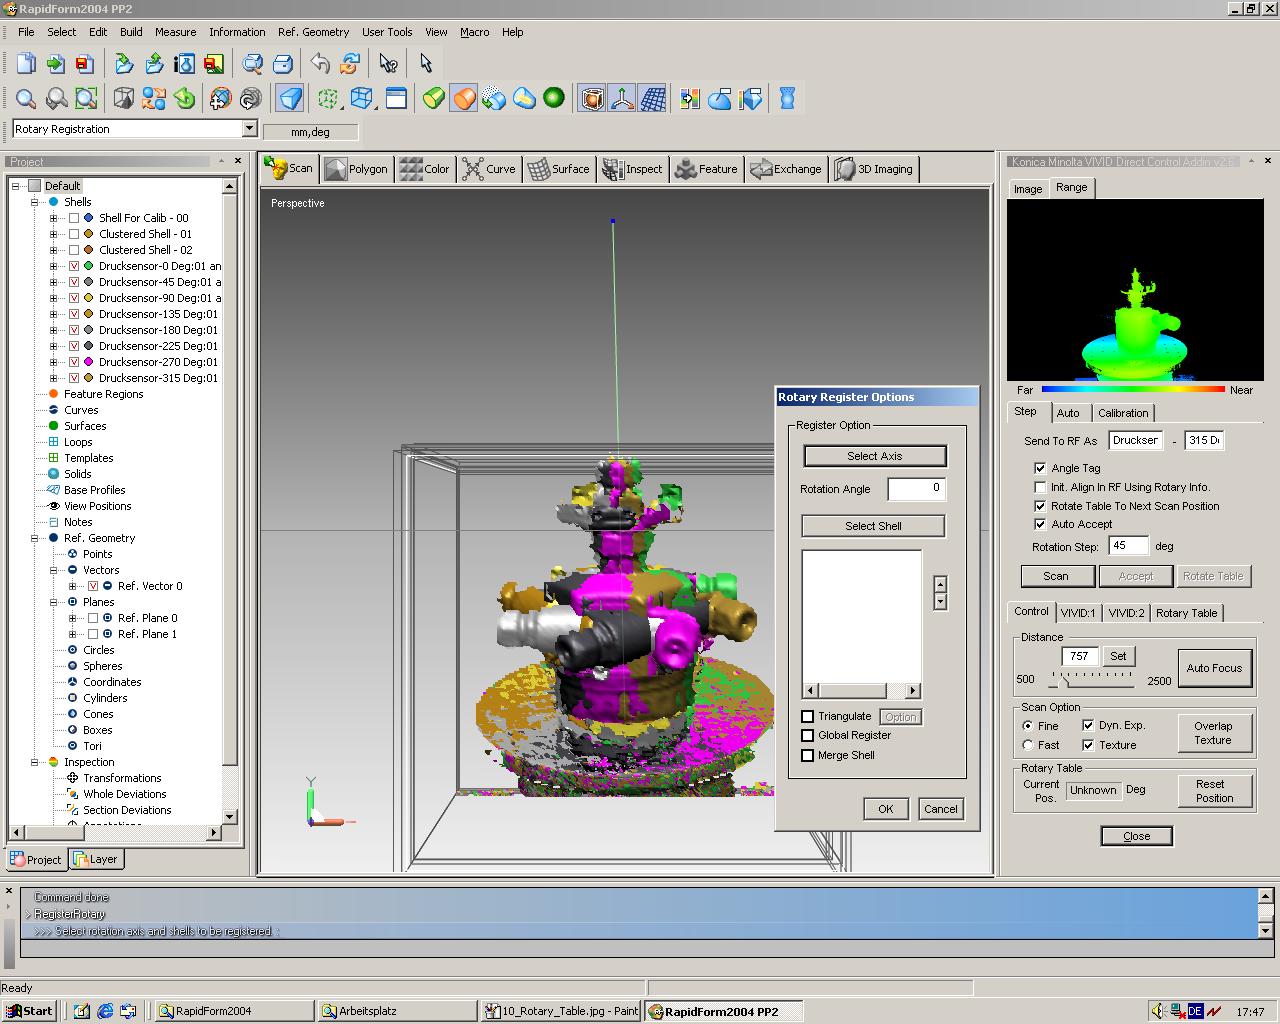 RapidForm2004 PP2
File Select Edit Build Measure Information Ref. Geometry User Tools View Macro Help
Rotary Registration
mm,deg
Project
Default
Shells
Shell For Calib - 00
Clustered Shell - 01
Clustered Shell - 02
Drucksensor-0 Deg:01 an
Drucksensor-45 Deg:01 a
Drucksensor-90 Deg:01 a
Drucksensor-135 Deg:01
Drucksensor-180 Deg:01
Drucksensor-225 Deg:01
Drucksensor-270 Deg:01
Drucksensor-315 Deg:01
Feature Regions
Curves
Surfaces
Loops
Templates
Solids
Base Profiles
View Positions
Notes
Ref. Geometry
Points
Vectors
Ref. Vector 0
Planes
Ref. Plane 0
Ref. Plane 1
Circles
Spheres
Coordinates
Cylinders
Cones
Boxes
Tori
Inspection
Transformations
Whole Deviations
Section Deviations
Project Layer
Scan Polygon Color Curve Surface Inspect Feature Exchange 3D Imaging
Perspective
Y
Rotary Register Options
Register Option
Select Axis
Rotation Angle 0
Select Shell
Triangulate Option
Global Register
Merge Shell
OK Cancel
Konica Minolta VIVID Direct Control Addin v2.6
Image Range
Far Near
Step Auto Calibration
Send To RF As Drucksen - 315 De
Angle Tag
Init. Align In RF Using Rotary Info.
Rotate Table To Next Scan Position
Auto Accept
Rotation Step: 45 deg
Scan Accept Rotate Table
Control VIVID:1 VIVID:2 Rotary Table
Distance
757 Set
500 2500
Auto Focus
Scan Option
Fine Dyn. Exp.
Fast Texture
Overlap Texture
Rotary Table
Current Pos. Unknown Deg
Reset Position
Close
Command done
> RegisterRotary
>>> Select rotation axis and shells to be registered. :
Ready
Start RapidForm2004 Arbeitsplatz 10_Rotary_Table.jpg - Paint RapidForm2004 PP2 DE 17:47